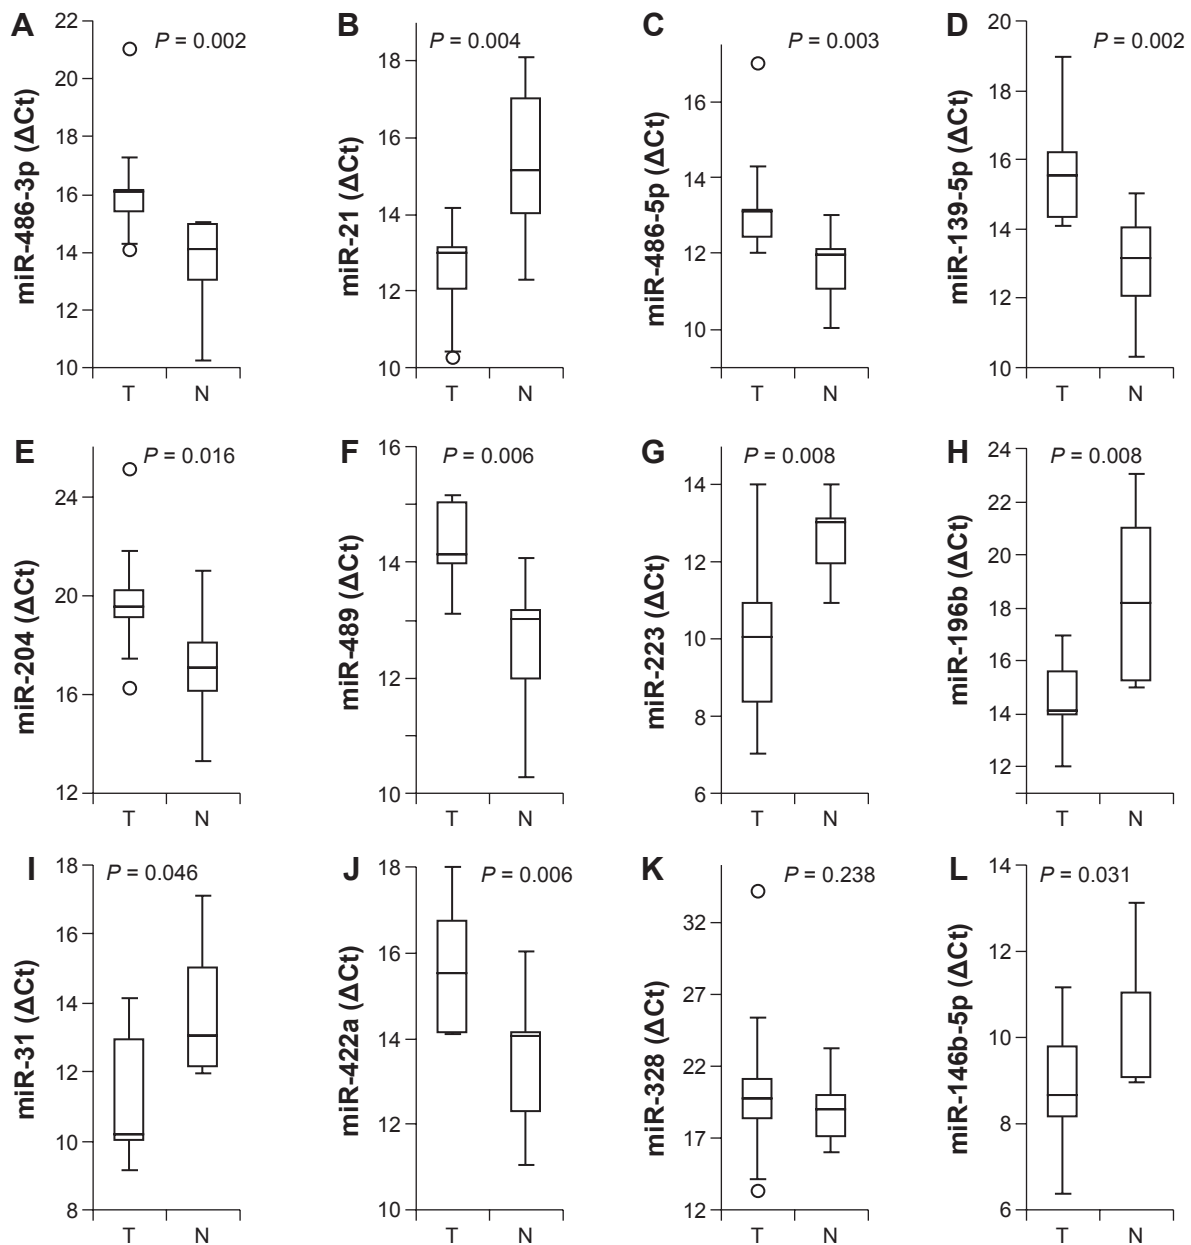 A
P = 0.002
miR-486-3p (ΔCt)
22
20
18
16
14
12
10
T N
B
P = 0.004
miR-21 (ΔCt)
18
16
14
12
10
T N
C
P = 0.003
miR-486-5p (ΔCt)
16
14
12
10
T N
D
P = 0.002
miR-139-5p (ΔCt)
20
18
16
14
12
10
T N
E
P = 0.016
miR-204 (ΔCt)
24
20
16
12
T N
F
P = 0.006
miR-489 (ΔCt)
16
14
12
10
T N
G
P = 0.008
miR-223 (ΔCt)
14
12
10
8
6
T N
H
P = 0.008
miR-196b (ΔCt)
24
22
20
18
16
14
12
T N
I
P = 0.046
miR-31 (ΔCt)
18
16
14
12
10
8
T N
J
P = 0.006
miR-422a (ΔCt)
18
16
14
12
10
T N
K
P = 0.238
miR-328 (ΔCt)
32
27
22
17
12
T N
L
P = 0.031
miR-146b-5p (ΔCt)
14
12
10
8
6
T N